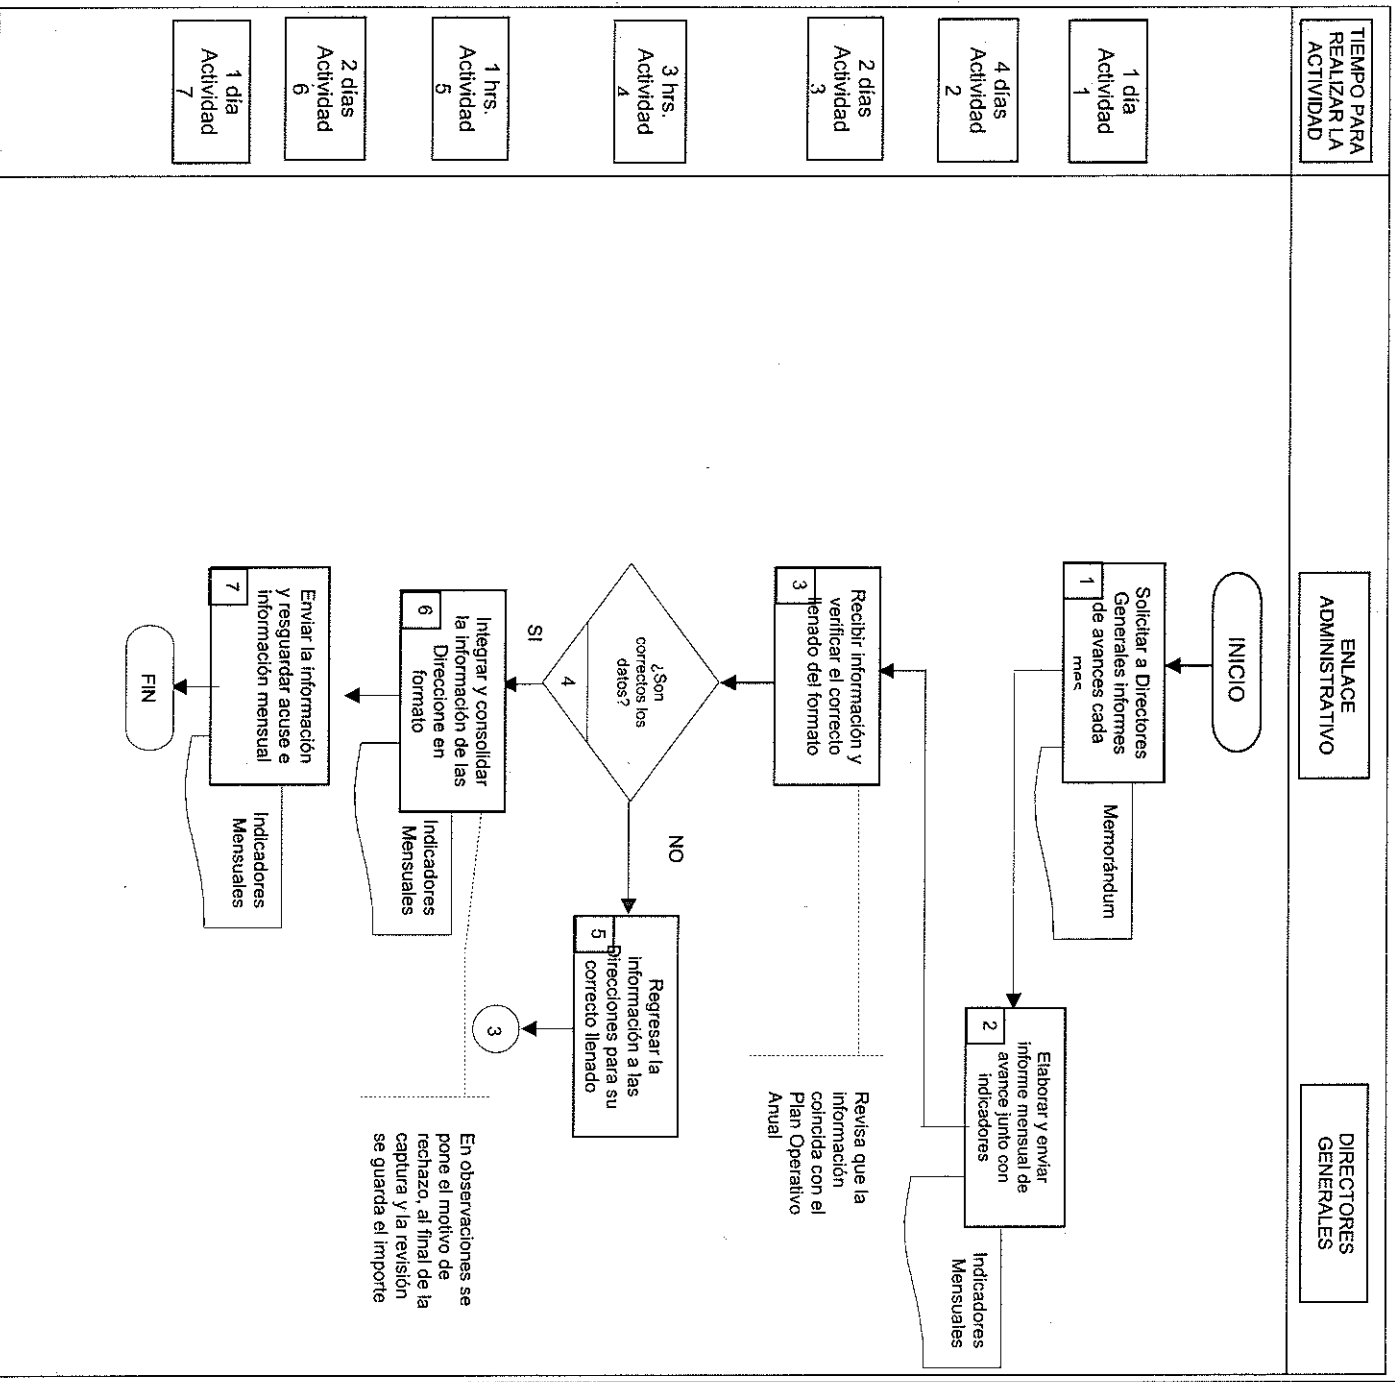 TIEMPO PARA
REALIZAR LA
ACTIVIDAD
ENLACE
ADMINISTRATIVO
DIRECTORES
GENERALES
1 día
Actividad
1
4 días
Actividad
2
2 días
Actividad
3
3 hrs.
Actividad
4
1 hrs.
Actividad
5
2 días
Actividad
6
1 día
Actividad
7
INICIO
Solicitar a Directores
Generales informes
de avances cada
mes
1
Memorándum
Elaborar y enviar
informe mensual de
avance junto con
indicadores
2
Indicadores
Mensuales
Recibir información y
verificar el correcto
llenado del formato
3
Revisa que la
información
coincida con el
Plan Operativo
Anual
¿Son
correctos los
datos?
4
NO
SI
Regresar la
información a las
Direcciones para su
correcto llenado
5
3
Integrar y consolidar
la información de las
Direccione en
formato
6
Indicadores
Mensuales
En observaciones se
pone el motivo de
rechazo, al final de la
captura y la revisión
se guarda el importe
Enviar la información
y resguardar acuse e
información mensual
7
Indicadores
Mensuales
FIN